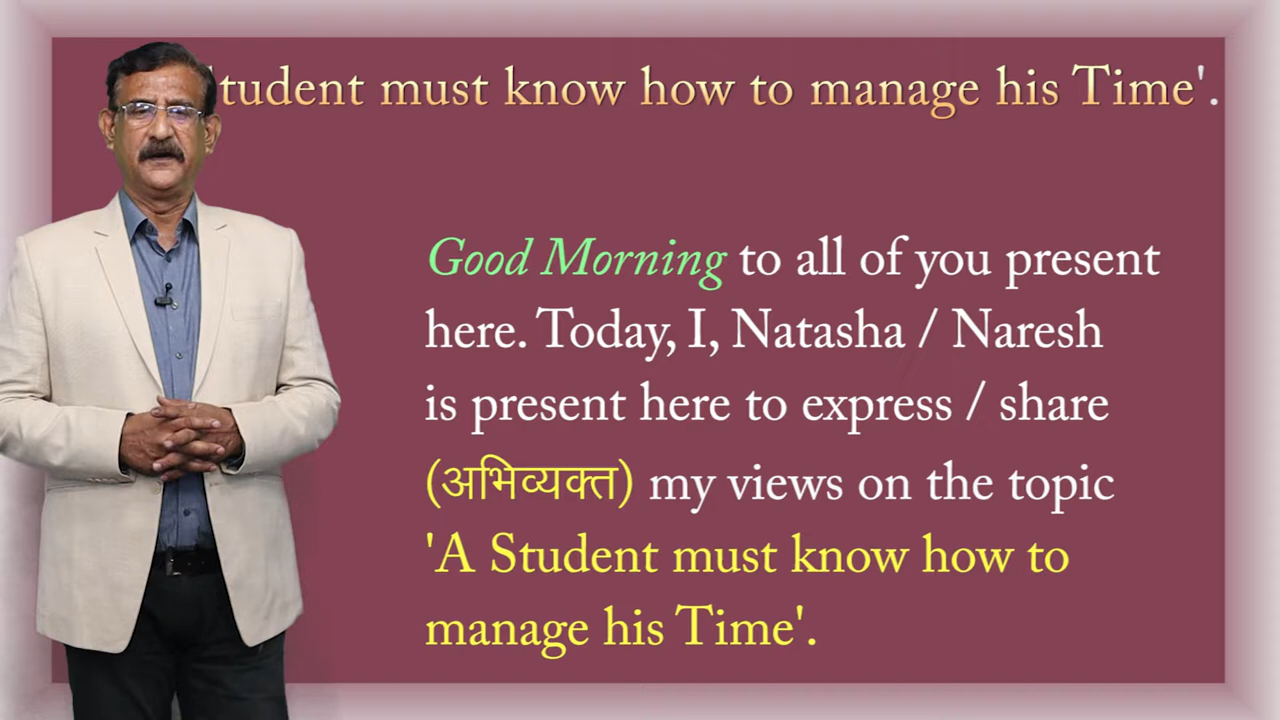 tudent must know how to manage his Time'.
Good Morning to all of you present
here. Today, I, Natasha / Naresh
is present here to express / share
(अभिव्यक्त) my views on the topic
'A Student must know how to
manage his Time'.